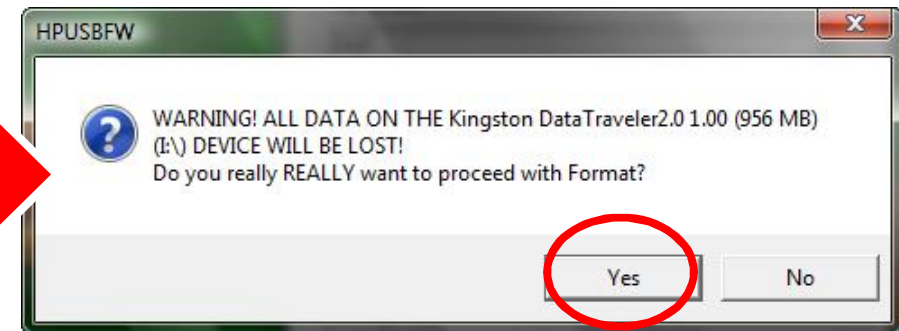 HPUSBFW
WARNING! ALL DATA ON THE Kingston DataTraveler2.0 1.00 (956 MB)
(I:\) DEVICE WILL BE LOST!
Do you really REALLY want to proceed with Format?
Yes
No